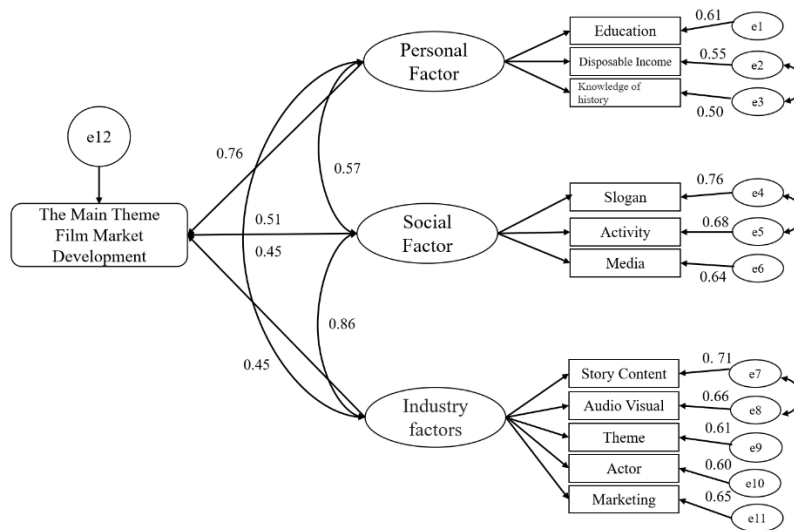 Personal
Factor
Education
0.61
e1
Disposable Income
0.55
e2
Knowledge of
history
0.50
e3
e12
0.76
0.57
The Main Theme
Film Market
Development
0.51
0.45
Social
Factor
Slogan
0.76
e4
Activity
0.68
e5
Media
0.64
e6
0.86
0.45
Industry
factors
Story Content
0. 71
e7
Audio Visual
0.66
e8
Theme
0.61
e9
Actor
0.60
e10
Marketing
0.65
e11